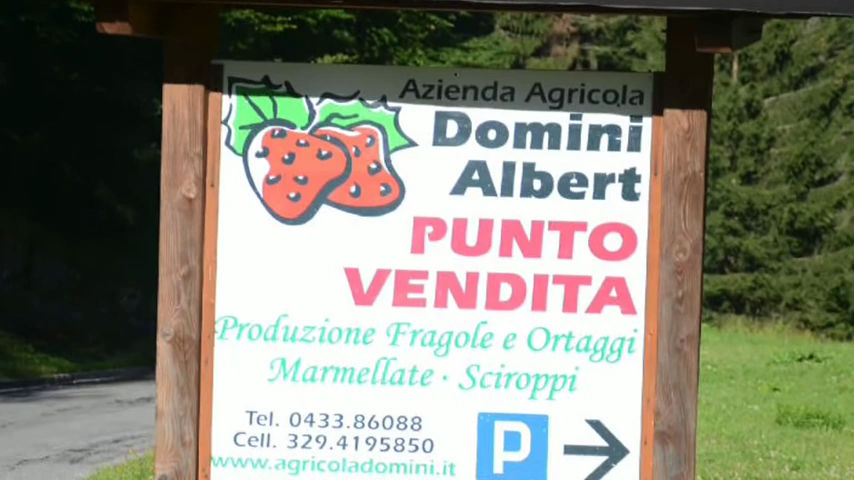 Azienda Agricola
Domini
Albert
PUNTO
VENDITA
Produzione Fragole e Ortaggi
Marmellate · Sciroppi
Tel. 0433.86088
Cell. 329.4195850
www.agricoladomini.it
P